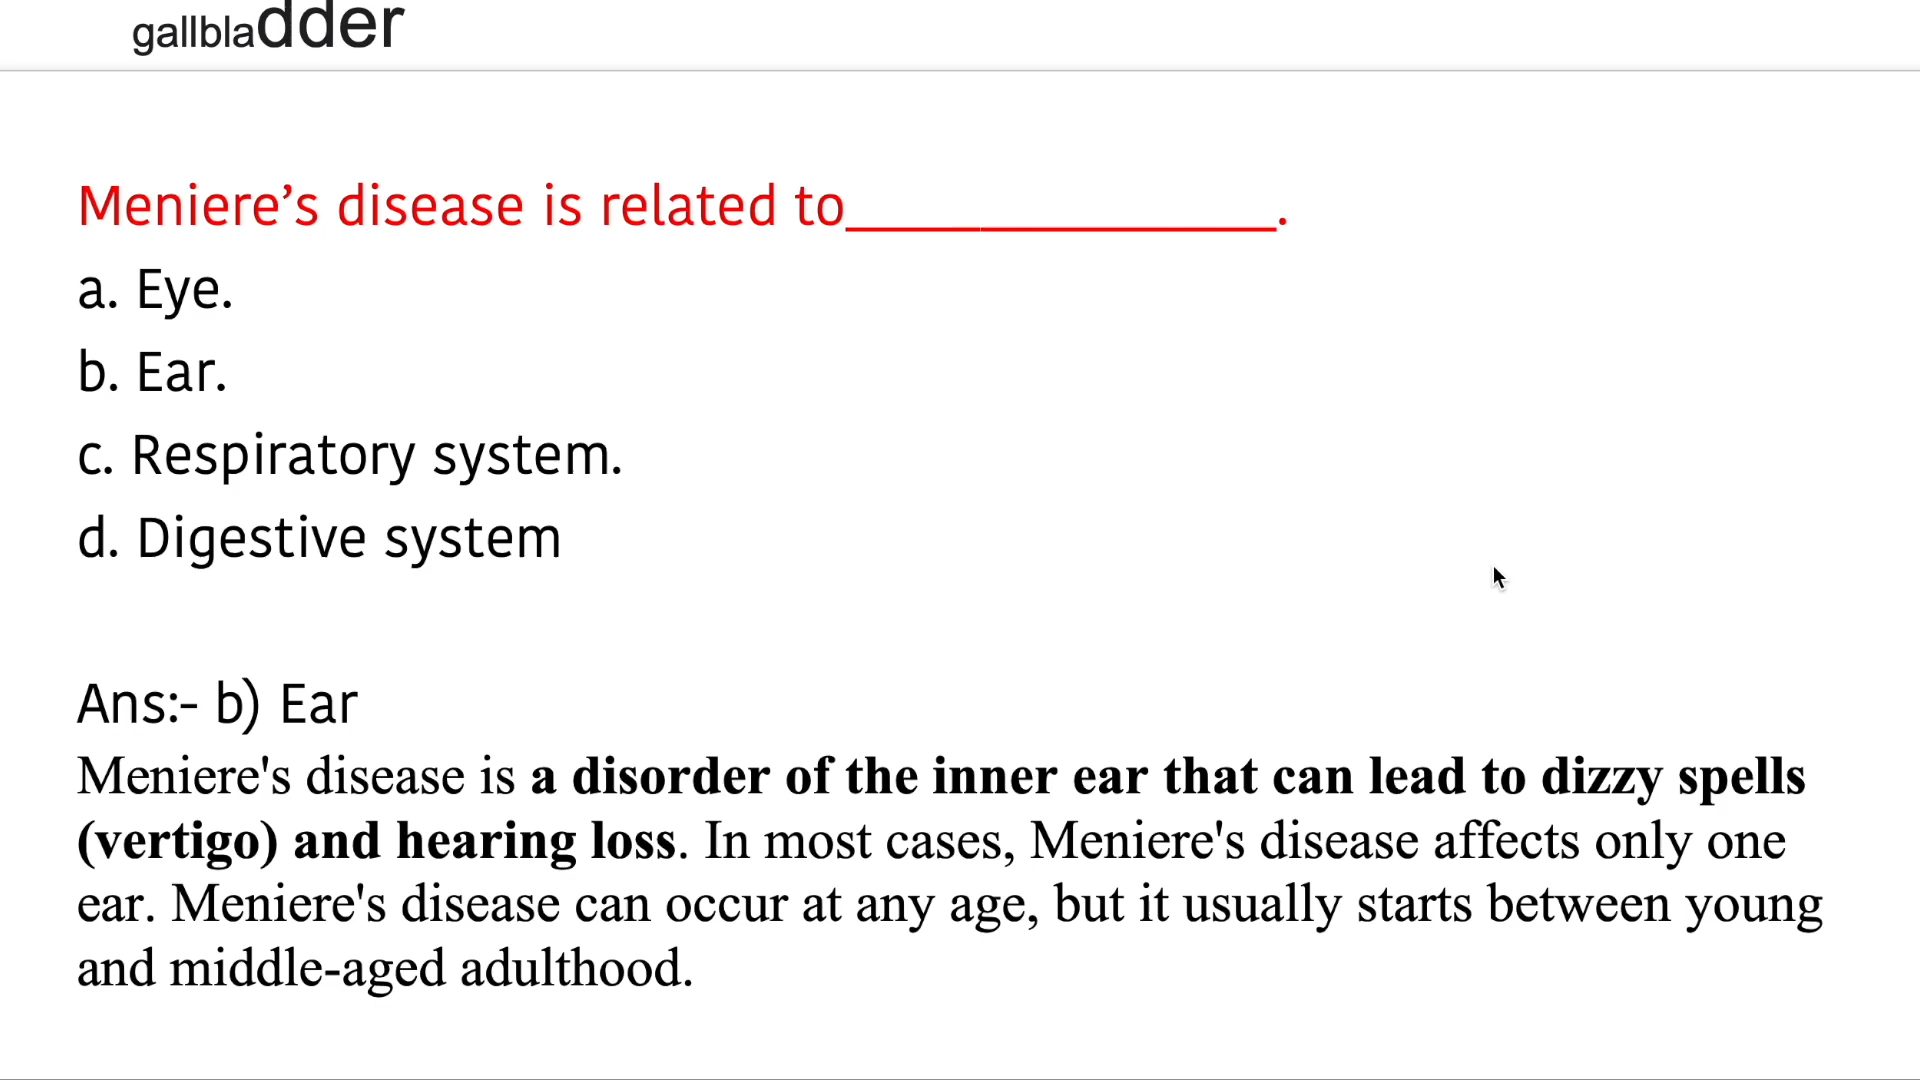 gallbladder
Meniere’s disease is related to________________.
a. Eye.
b. Ear.
c. Respiratory system.
d. Digestive system
Ans:- b) Ear
Meniere's disease is a disorder of the inner ear that can lead to dizzy spells
(vertigo) and hearing loss. In most cases, Meniere's disease affects only one
ear. Meniere's disease can occur at any age, but it usually starts between young
and middle-aged adulthood.